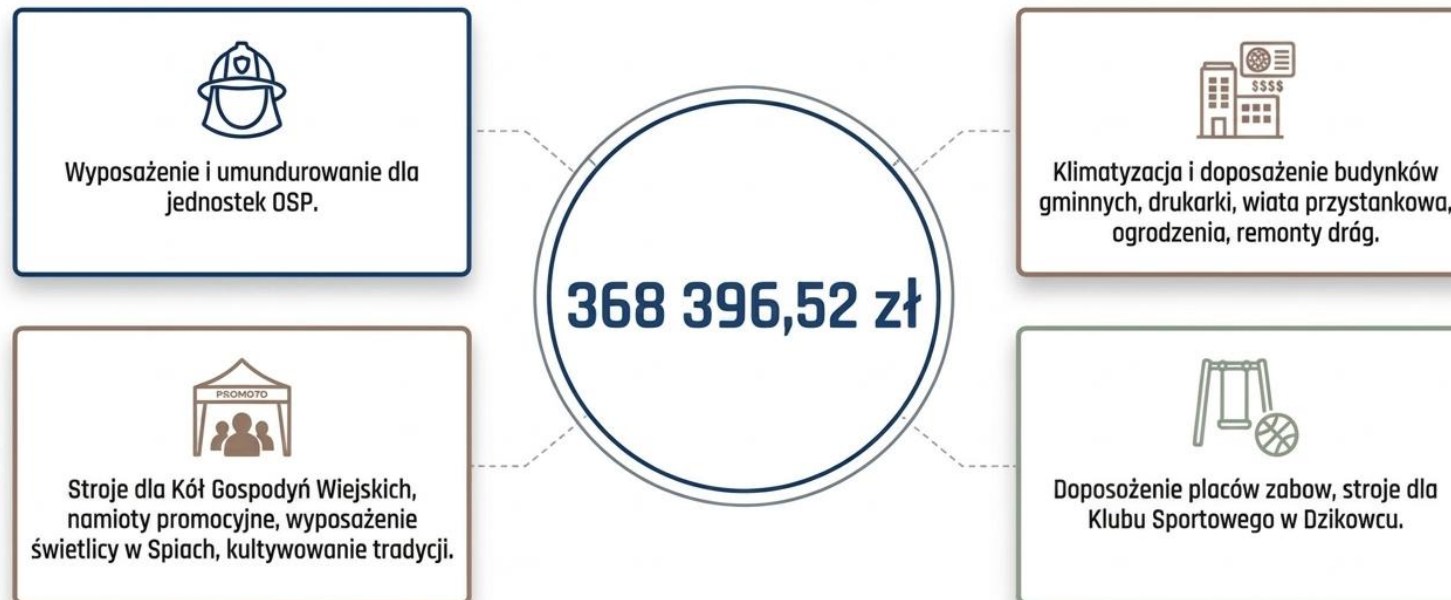 Wyposażenie i umundurowanie dla
jednostek OSP.
$$$$
Klimatyzacja i doposażenie budynków
gminnych, drukarki, wiata przystankowa,
ogrodzenia, remonty drág.
368 396,52 zł
PROMOTO
Stroje dla Kół Gospodyń Wiejskich,
namioty promocyjne, wyposażenie
świetlicy w Spiach, kultywowanie tradycji.
Doposożenie placów zabow, stroje dla
Klubu Sportowego w Dzikowcu.